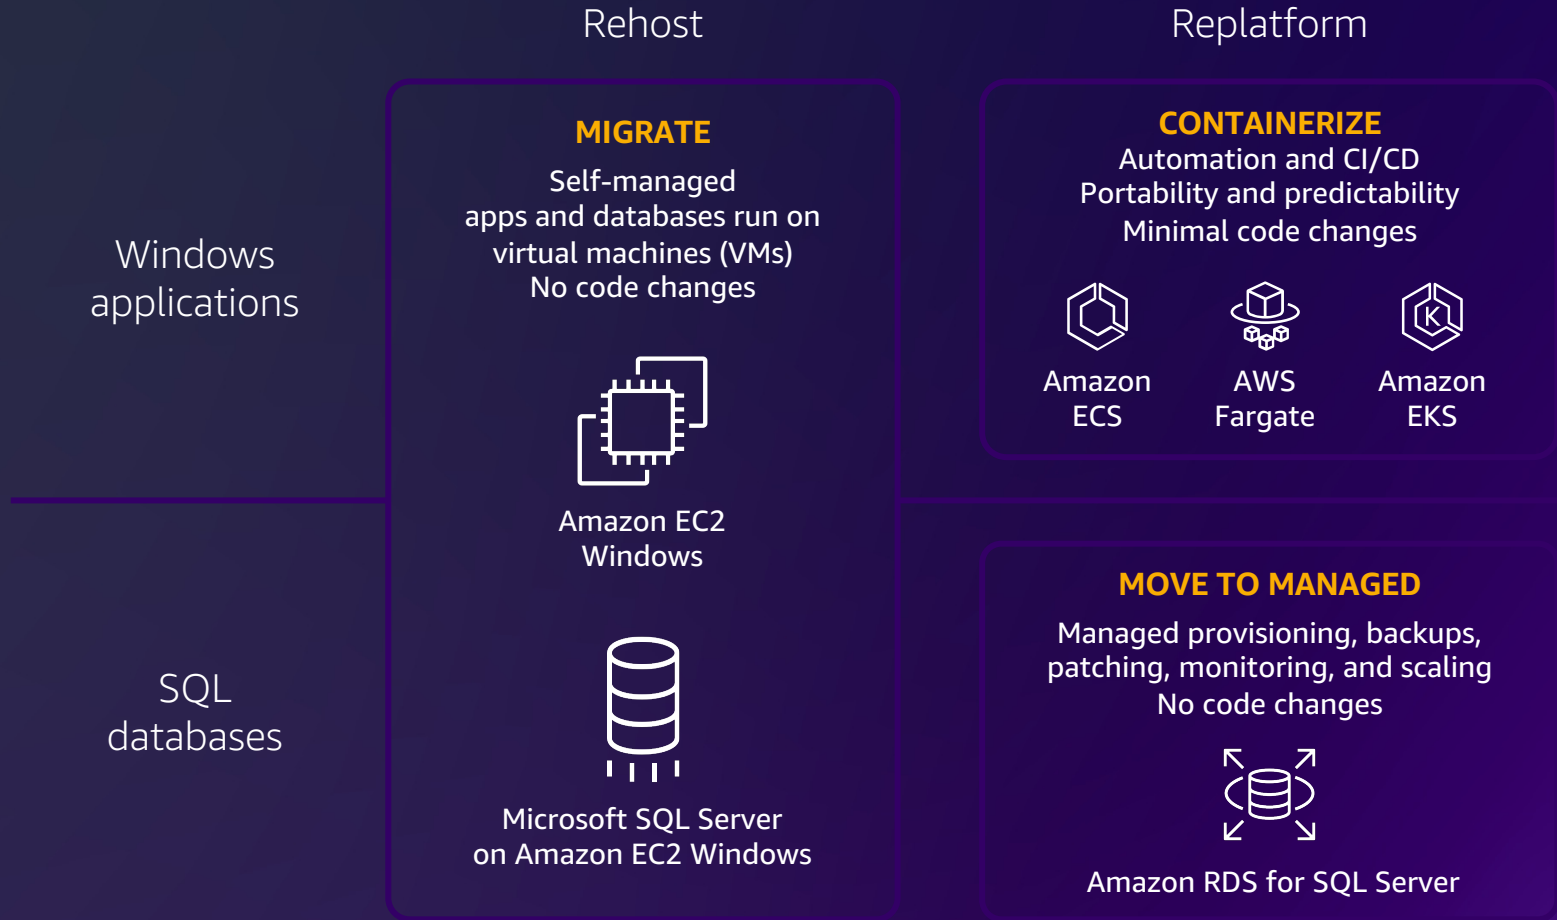 Rehost
Replatform
Windows
applications
MIGRATE
Self-managed
apps and databases run on
virtual machines (VMs)
No code changes
Amazon EC2
Windows
CONTAINERIZE
Automation and CI/CD
Portability and predictability
Minimal code changes
Amazon
ECS
AWS
Fargate
K
Amazon
EKS
SQL
databases
Microsoft SQL Server
on Amazon EC2 Windows
MOVE TO MANAGED
Managed provisioning, backups,
patching, monitoring, and scaling
No code changes
Amazon RDS for SQL Server